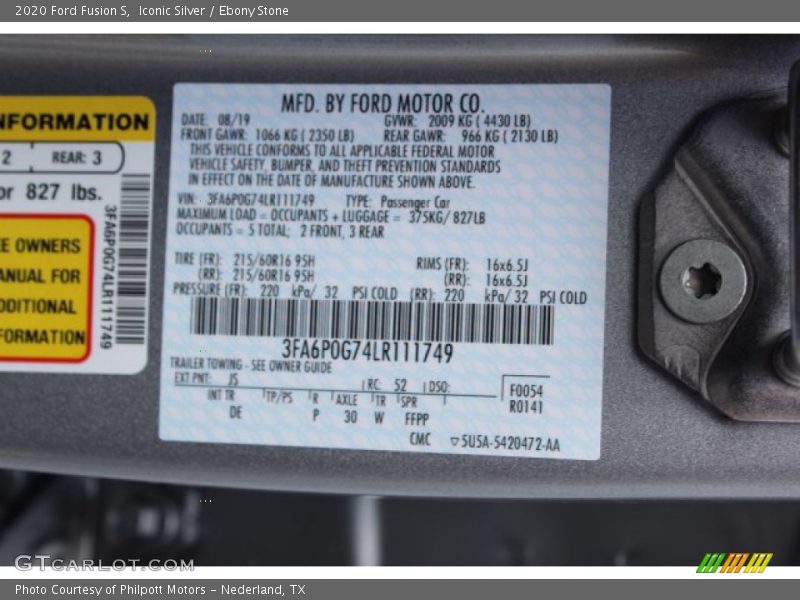 2020 Ford Fusion S,  Iconic Silver / Ebony Stone
NFORMATION
2 REAR: 3
or 827 lbs.
EE OWNERS
ANUAL FOR
DDITIONAL
FORMATION
3FA6P0G74LR111749
MFD. BY FORD MOTOR CO.
DATE: 08/19 GVWR: 2009 KG ( 4430 LB)
FRONT GAWR: 1066 KG ( 2350 LB) REAR GAWR: 966 KG ( 2130 LB)
THIS VEHICLE CONFORMS TO ALL APPLICABLE FEDERAL MOTOR
VEHICLE SAFETY, BUMPER, AND THEFT PREVENTION STANDARDS
IN EFFECT ON THE DATE OF MANUFACTURE SHOWN ABOVE.
VIN: 3FA6P0G74LR111749 TYPE: Passenger Car
MAXIMUM LOAD = OCCUPANTS + LUGGAGE = 375KG/ 827LB
OCCUPANTS = 5 TOTAL; 2 FRONT, 3 REAR
TIRE (FR): 215/60R16 95H RIMS (FR): 16x6.5J
(RR): 215/60R16 95H (RR): 16x6.5J
PRESSURE (FR): 220 kPa/ 32 PSI COLD (RR): 220 kPa/ 32 PSI COLD
3FA6P0G74LR111749
TRAILER TOWING - SEE OWNER GUIDE
EXT PNT: JS RC: 52 DSO: F0054
INT TR TP/PS R AXLE TR SPR R0141
DE P 30 W FFPP
CMC ▽5U5A-5420472-AA
GTCARLOT.COM
Photo Courtesy of Philpott Motors - Nederland, TX